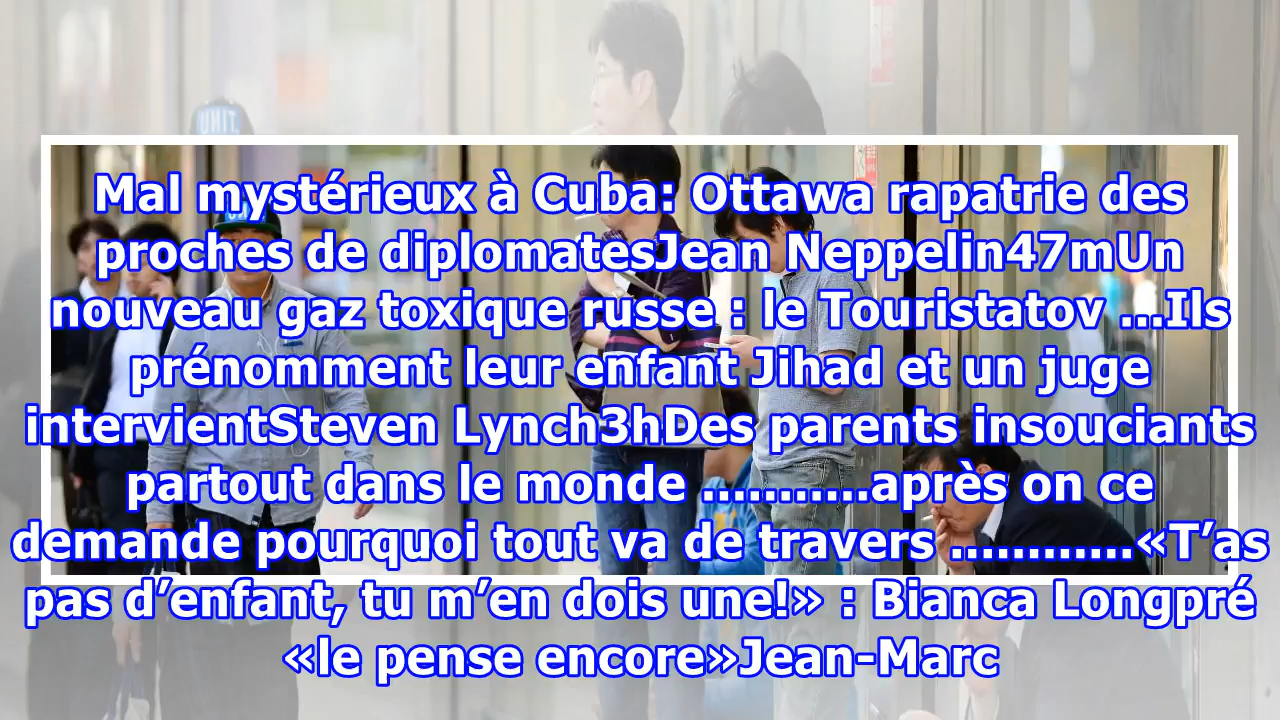 Mal mystérieux à Cuba: Ottawa rapatrie des
proches de diplomatesJean Neppelin47mUn
nouveau gaz toxique russe : le Touristatov ...Ils
prénomment leur enfant Jihad et un juge
intervientSteven Lynch3hDes parents insouciants
partout dans le monde ...........après on ce
demande pourquoi tout va de travers ............«T’as
pas d’enfant, tu m’en dois une!» : Bianca Longpré
«le pense encore»Jean-Marc